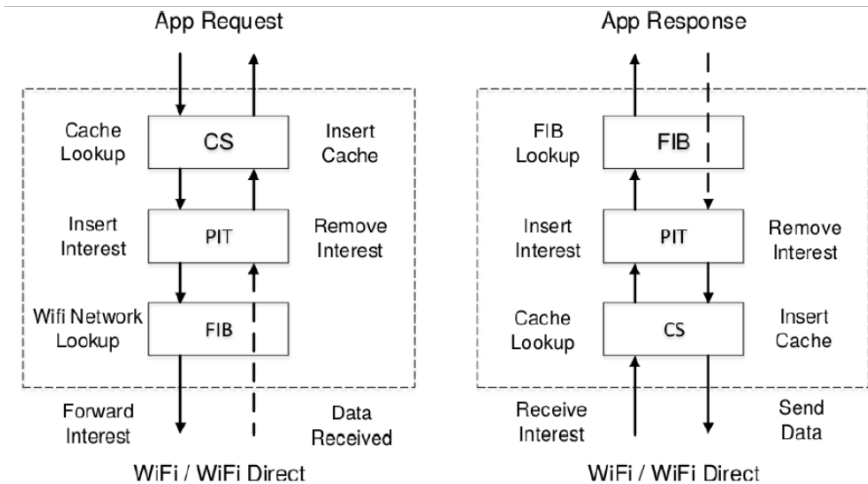 App Request
Cache
Lookup
CS
Insert
Cache
Insert
Interest
PIT
Remove
Interest
Wifi Network
Lookup
FIB
Forward
Interest
Data
Received
WiFi / WiFi Direct
App Response
FIB
Lookup
FIB
Insert
Interest
PIT
Remove
Interest
Cache
Lookup
CS
Insert
Cache
Receive
Interest
Send
Data
WiFi / WiFi Direct